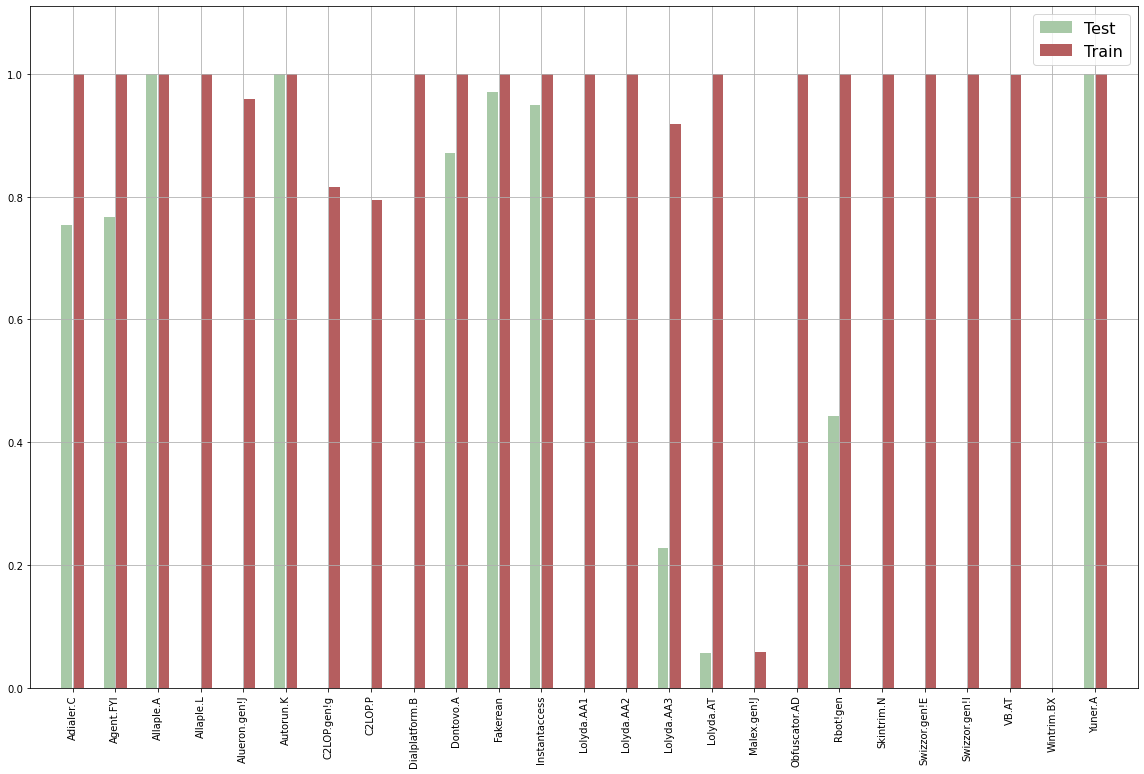 Test
Train
1.0
0.8
0.6
0.4
0.2
0.0
Adialer.C
Agent.FYI
Allaple.A
Allaple.L
Alueron.gen!J
Autorun.K
C2LOP.gen!g
C2LOP.P
Dialplatform.B
Dontovo.A
Fakerean
Instantaccess
Lolyda.AA1
Lolyda.AA2
Lolyda.AA3
Lolyda.AT
Malex.gen!J
Obfuscator.AD
Rbot!gen
Skintrim.N
Swizzor.gen!E
Swizzor.gen!I
VB.AT
Wintrim.BX
Yuner.A